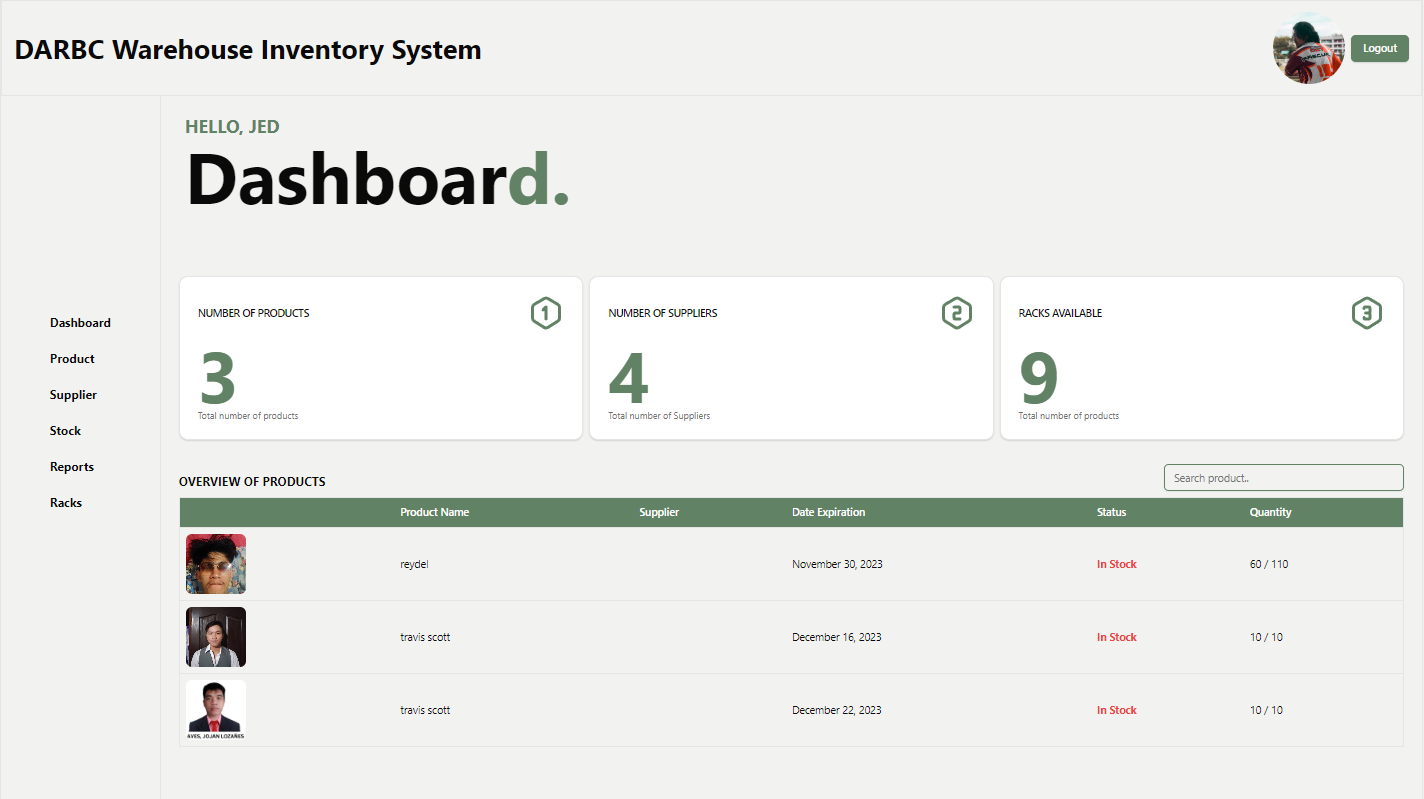 DARBC Warehouse Inventory System
Logout
HELLO, JED
Dashboard.
Dashboard
Product
Supplier
Stock
Reports
Racks
NUMBER OF PRODUCTS
1
3
Total number of products
NUMBER OF SUPPLIERS
2
4
Total number of Suppliers
RACKS AVAILABLE
3
9
Total number of products
OVERVIEW OF PRODUCTS
Search product..
Product Name Supplier Date Expiration Status Quantity
reydel November 30, 2023 In Stock 60 / 110
travis scott December 16, 2023 In Stock 10 / 10
travis scott December 22, 2023 In Stock 10 / 10
AVES, JOJAN LOZAÑES